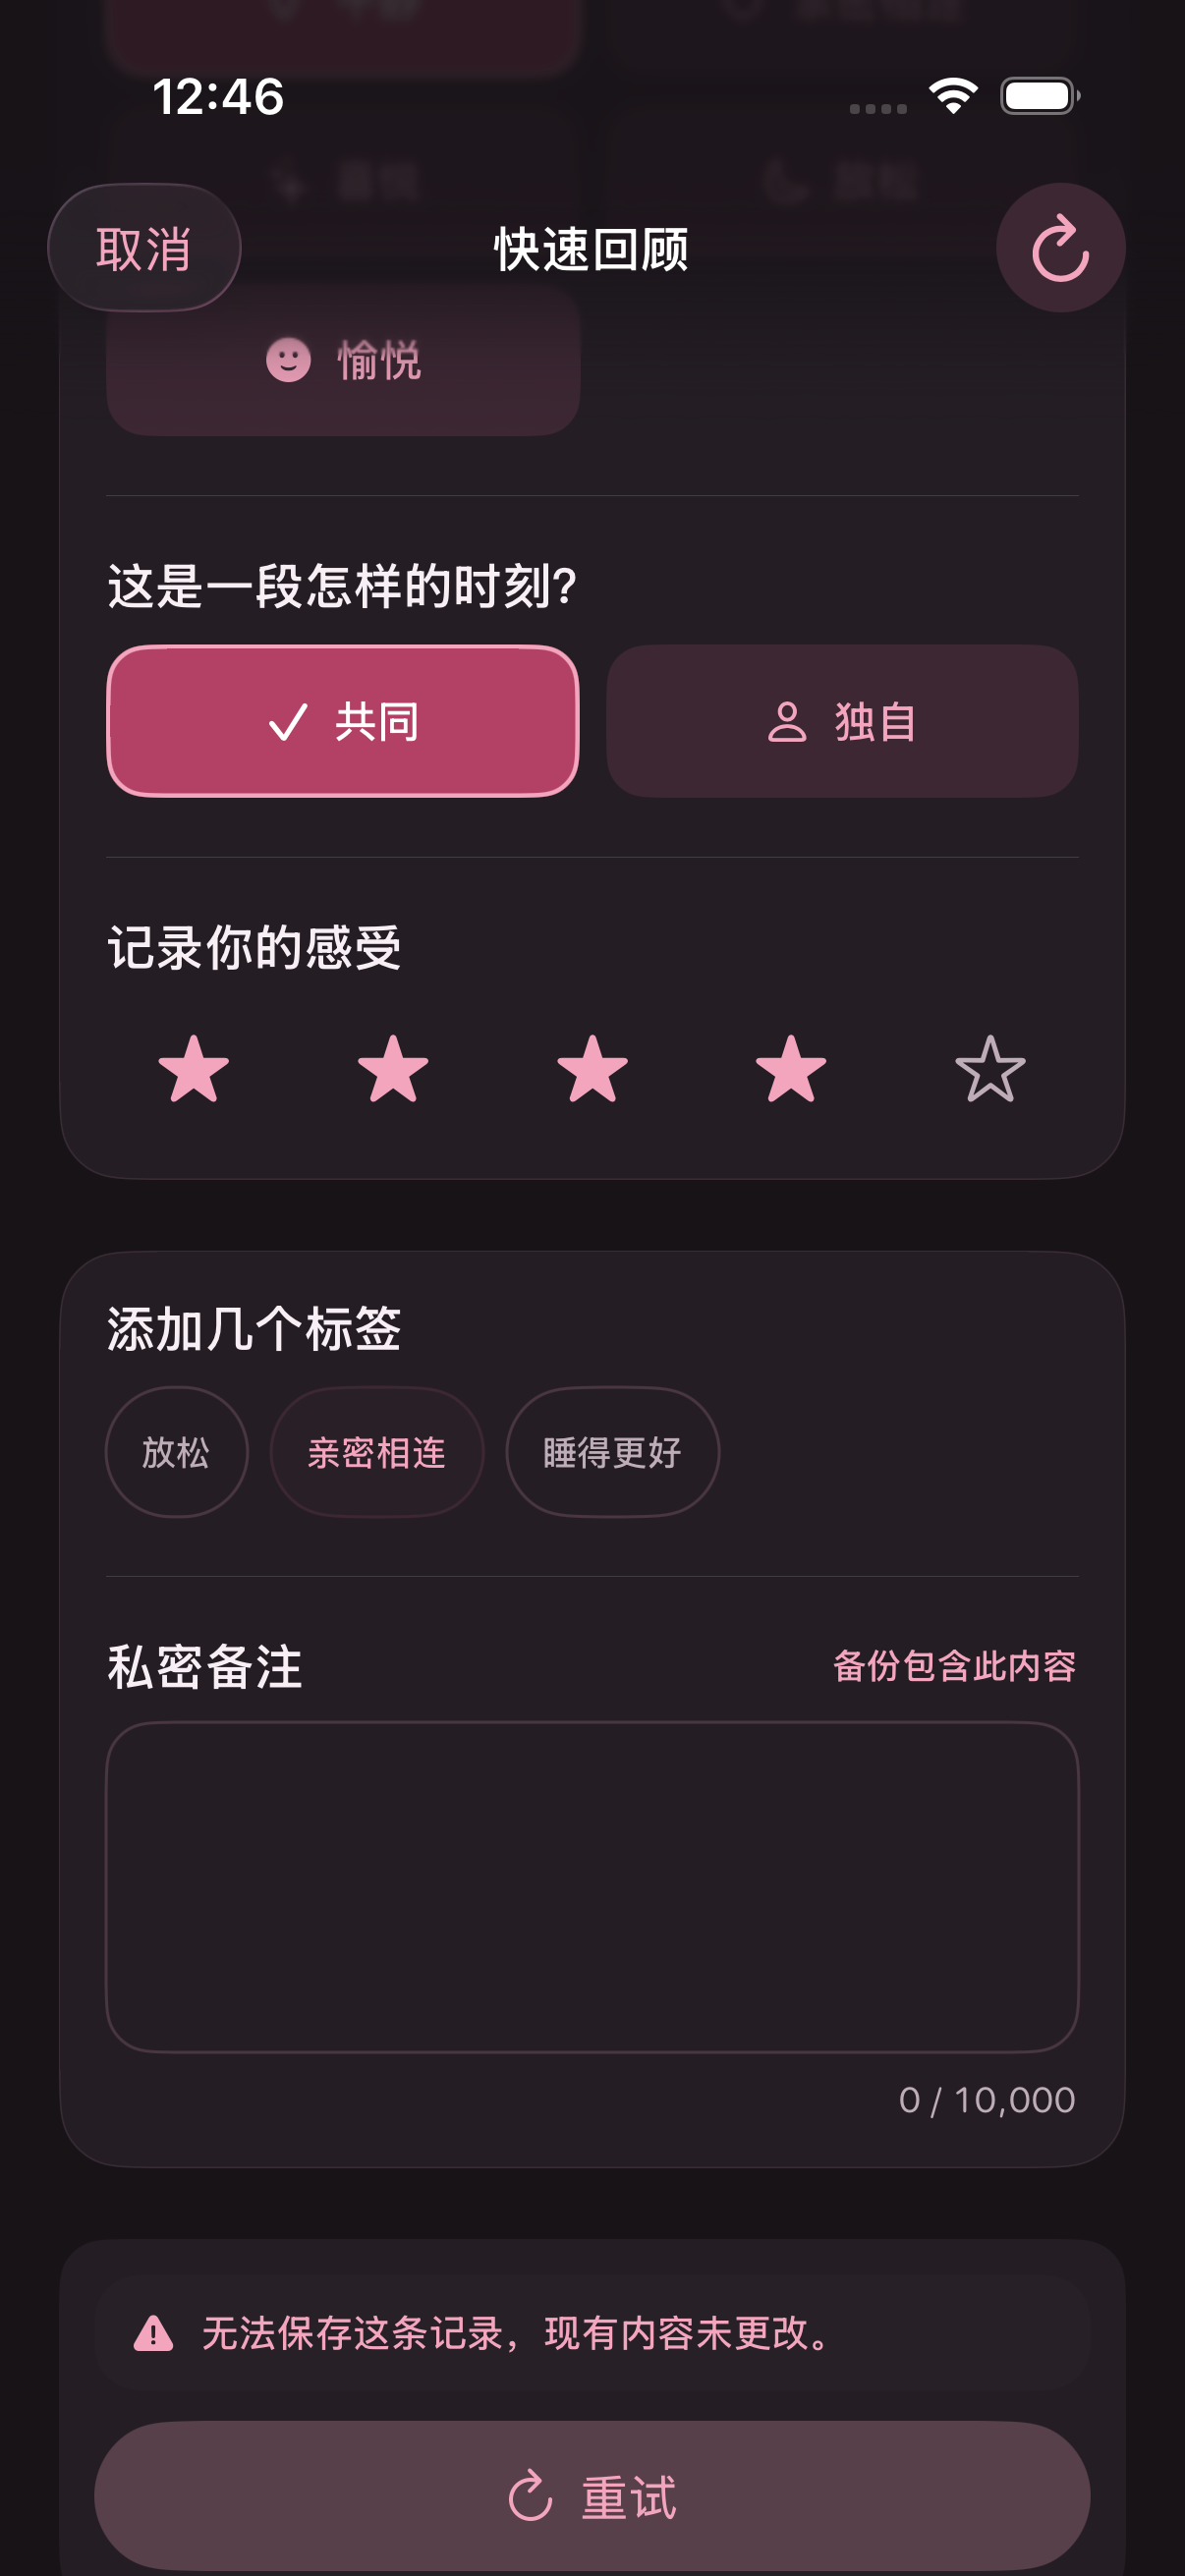 12:46
取消
快速回顾
愉悦
这是一段怎样的时刻?
共同
独自
记录你的感受
添加几个标签
放松
亲密相连
睡得更好
私密备注
备份包含此内容
0 / 10,000
无法保存这条记录，现有内容未更改。
重试